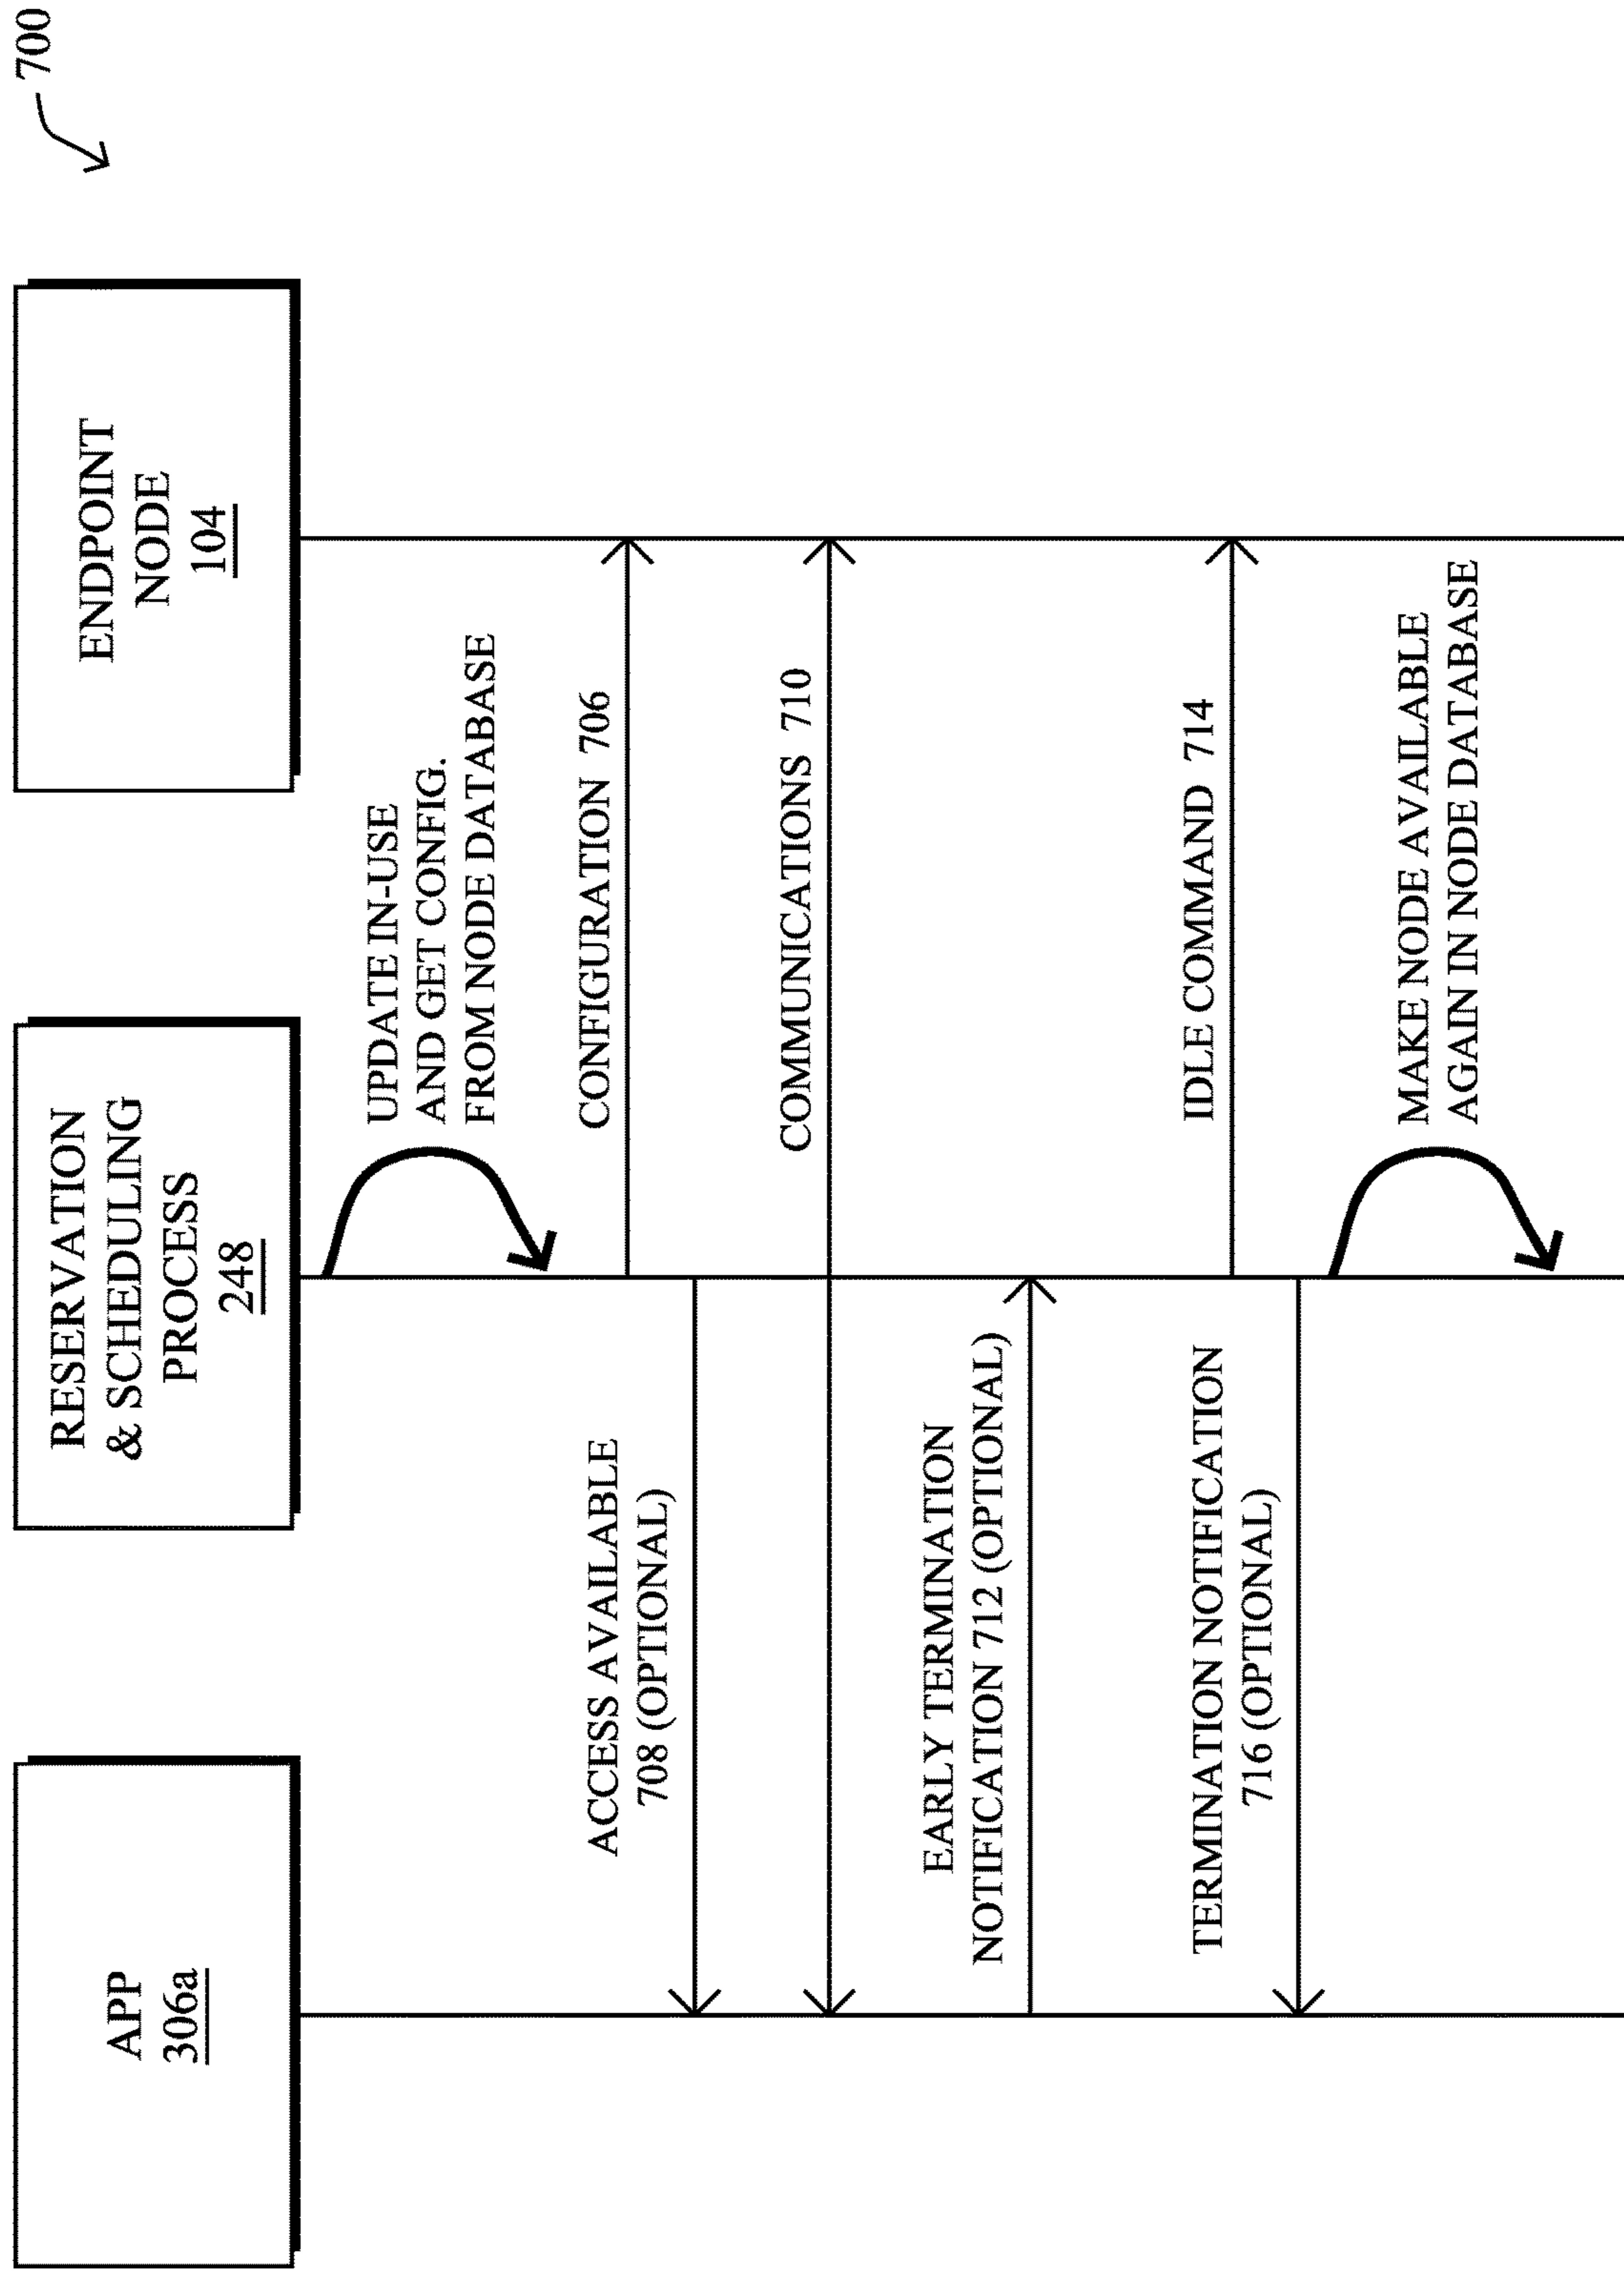 700
APP
306a
RESERVATION
& SCHEDULING
PROCESS
248
ENDPOINT
NODE
104
UPDATE IN-USE
AND GET CONFIG.
FROM NODE DATABASE
CONFIGURATION 706
ACCESS AVAILABLE
708 (OPTIONAL)
COMMUNICATIONS 710
EARLY TERMINATION
NOTIFICATION 712 (OPTIONAL)
IDLE COMMAND 714
TERMINATION NOTIFICATION
716 (OPTIONAL)
MAKE NODE AVAILABLE
AGAIN IN NODE DATABASE